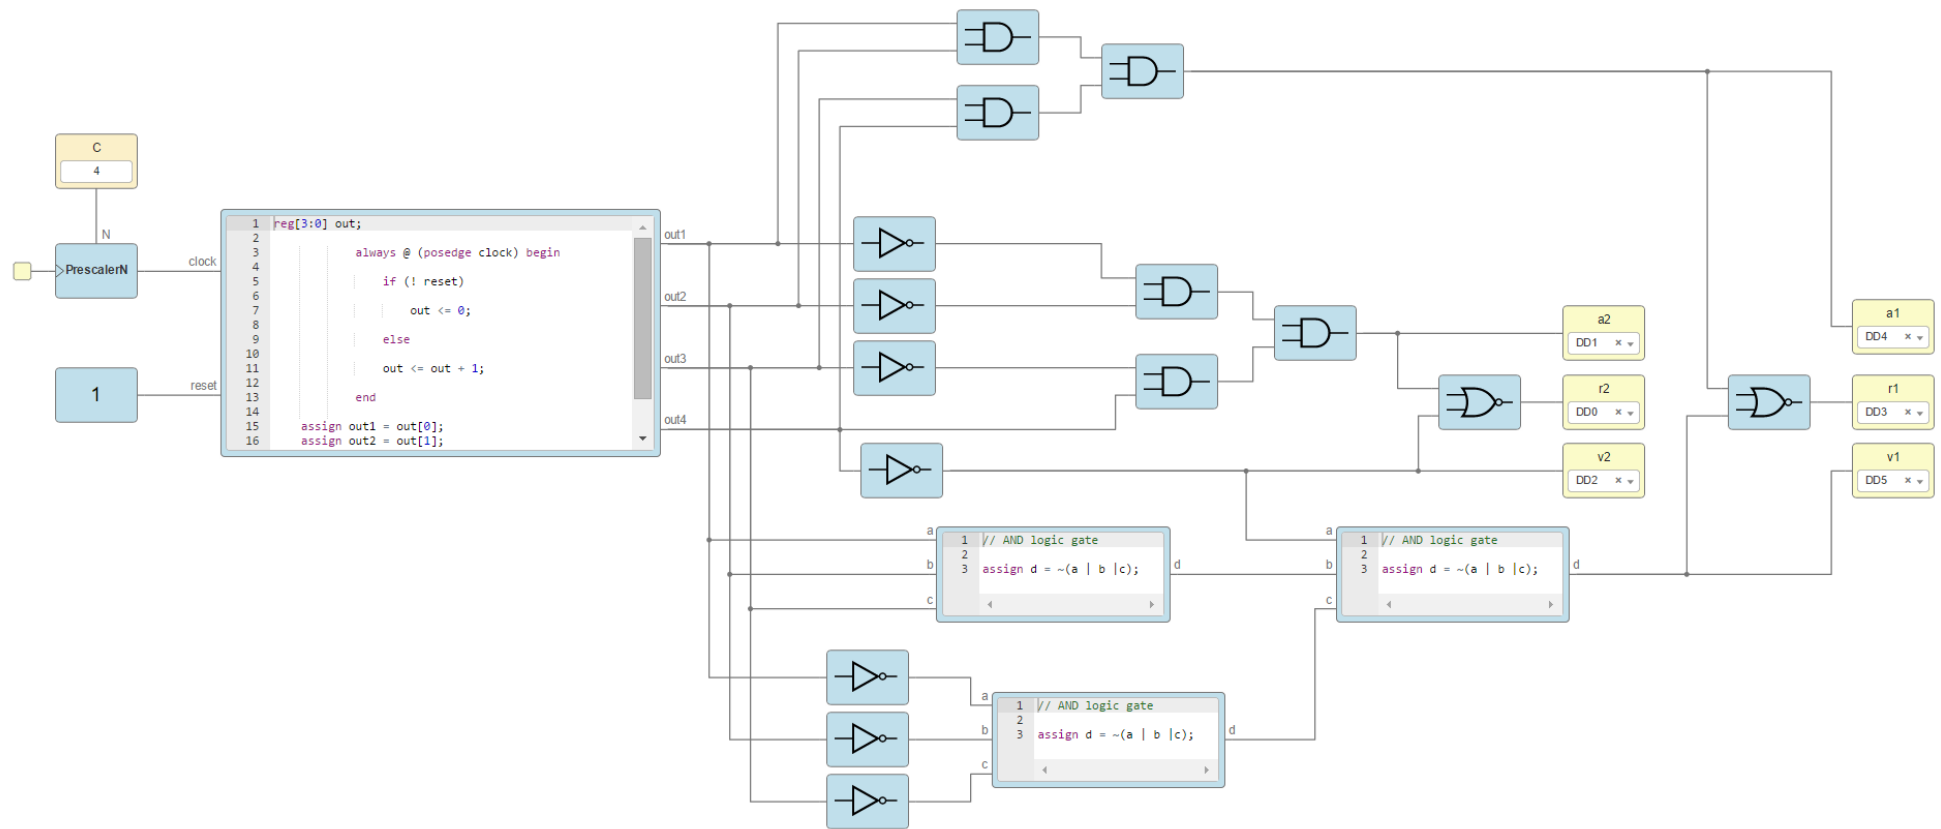 C
4
N
PrescalerN
clock
1
reset
1 reg[3:0] out;
2
3 always @ (posedge clock) begin
4
5 if (! reset)
6
7 out <= 0;
8
9 else
10
11 out <= out + 1;
12
13 end
14
15 assign out1 = out[0];
16 assign out2 = out[1];
out1
out2
out3
out4
a2
DD1 ×
r2
DD0 ×
v2
DD2 ×
a1
DD4 ×
r1
DD3 ×
v1
DD5 ×
a
b
c
1 // AND logic gate
2
3 assign d = ~(a | b |c);
d
a
b
c
1 // AND logic gate
2
3 assign d = ~(a | b |c);
d
a
b
c
1 // AND logic gate
2
3 assign d = ~(a | b |c);
d